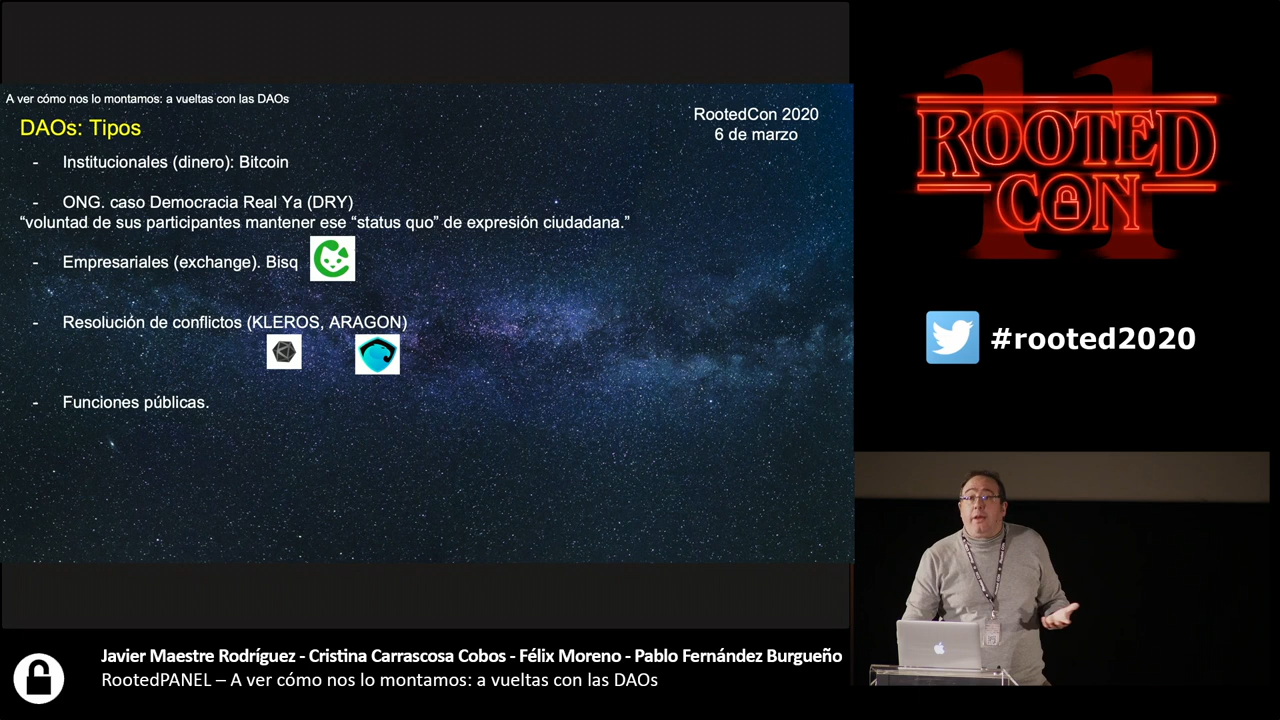 A ver cómo nos lo montamos: a vueltas con las DAOs
DAOs: Tipos
RootedCon 2020
6 de marzo
- Institucionales (dinero): Bitcoin
- ONG. caso Democracia Real Ya (DRY)
“voluntad de sus participantes mantener ese “status quo” de expresión ciudadana.”
- Empresariales (exchange). Bisq
- Resolución de conflictos (KLEROS, ARAGON)
- Funciones públicas.
11
ROOTED
CON
#rooted2020
Javier Maestre Rodríguez - Cristina Carrascosa Cobos - Félix Moreno - Pablo Fernández Burgueño
RootedPANEL – A ver cómo nos lo montamos: a vueltas con las DAOs